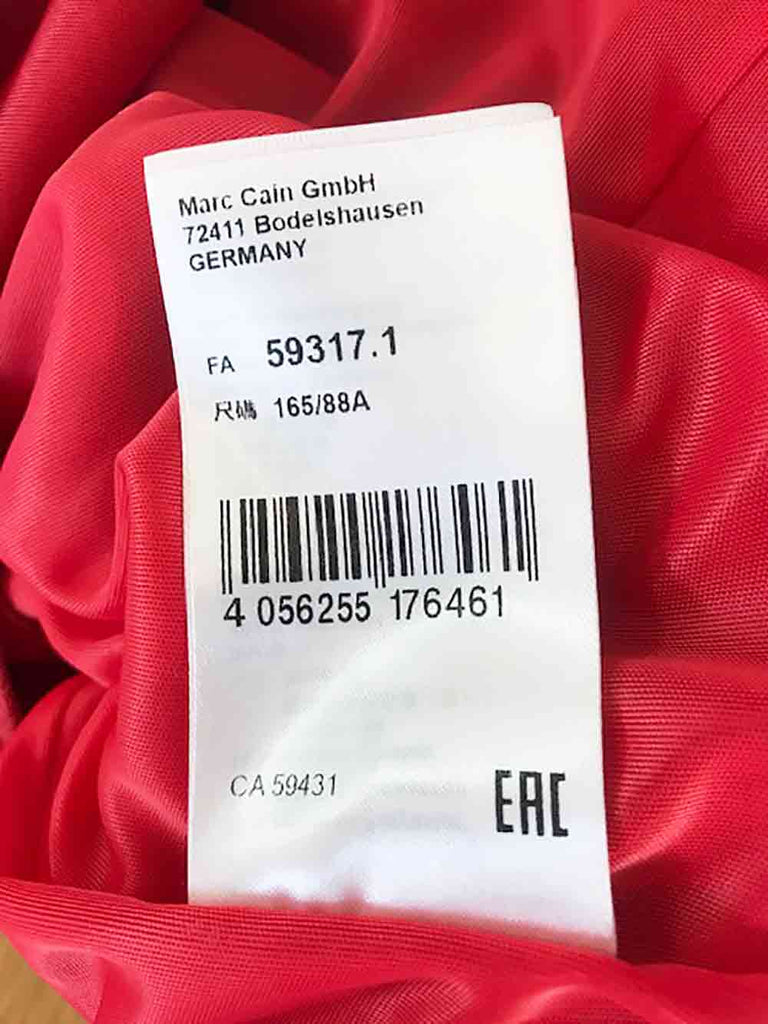 Marc Cain GmbH
72411 Bodelshausen
GERMANY
FA 59317.1
尺碼 165/88A
4 056255 176461
CA 59431
EAC